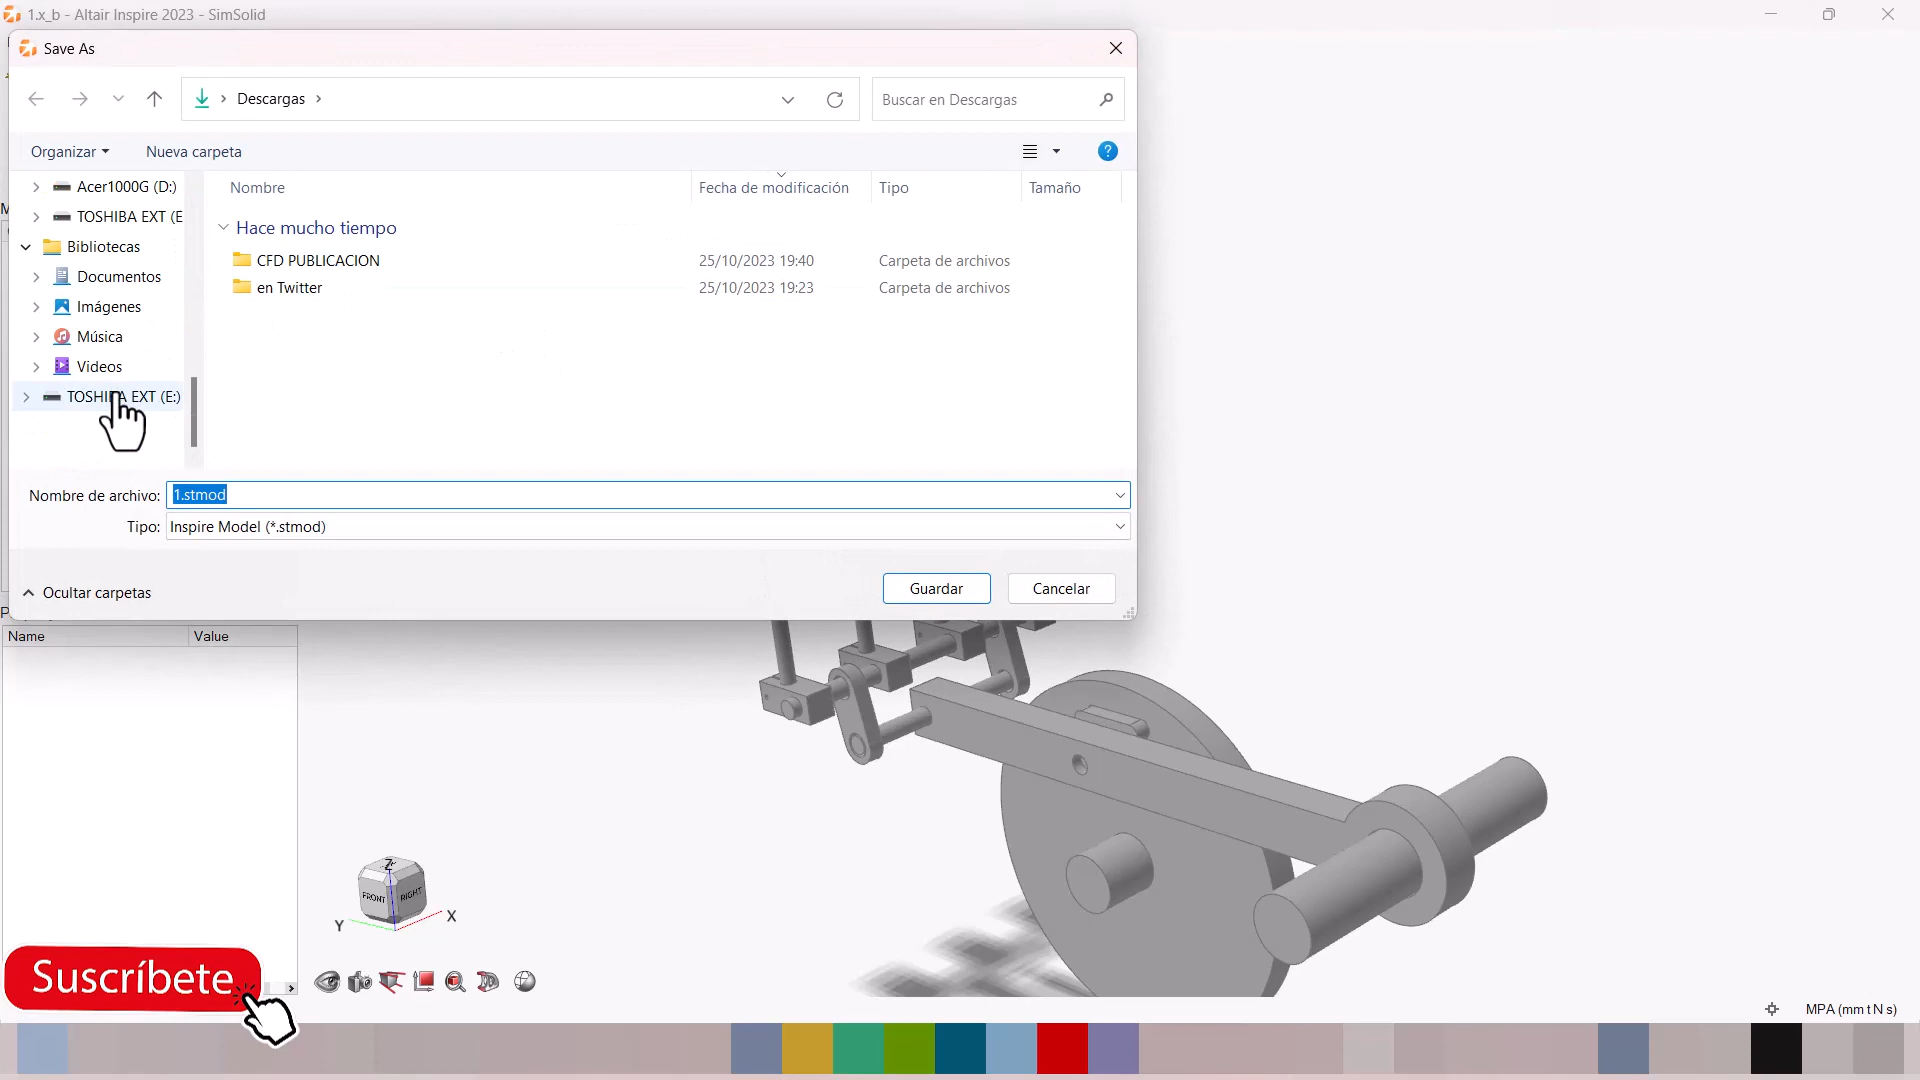 1.x_b - Altair Inspire 2023 - SimSolid
Save As
Descargas
Buscar en Descargas
Organizar
Nueva carpeta
Nombre
Fecha de modificación
Tipo
Tamaño
Acer1000G (D:)
TOSHIBA EXT (E
Bibliotecas
Documentos
Imágenes
Música
Videos
TOSHIBA EXT (E:)
Hace mucho tiempo
CFD PUBLICACION
25/10/2023 19:40
Carpeta de archivos
en Twitter
25/10/2023 19:23
Carpeta de archivos
Nombre de archivo:
1.stmod
Tipo:
Inspire Model (*.stmod)
Ocultar carpetas
Guardar
Cancelar
Name
Value
Z
FRONT
RIGHT
Y
X
Suscríbete
MPA (mm t N s)